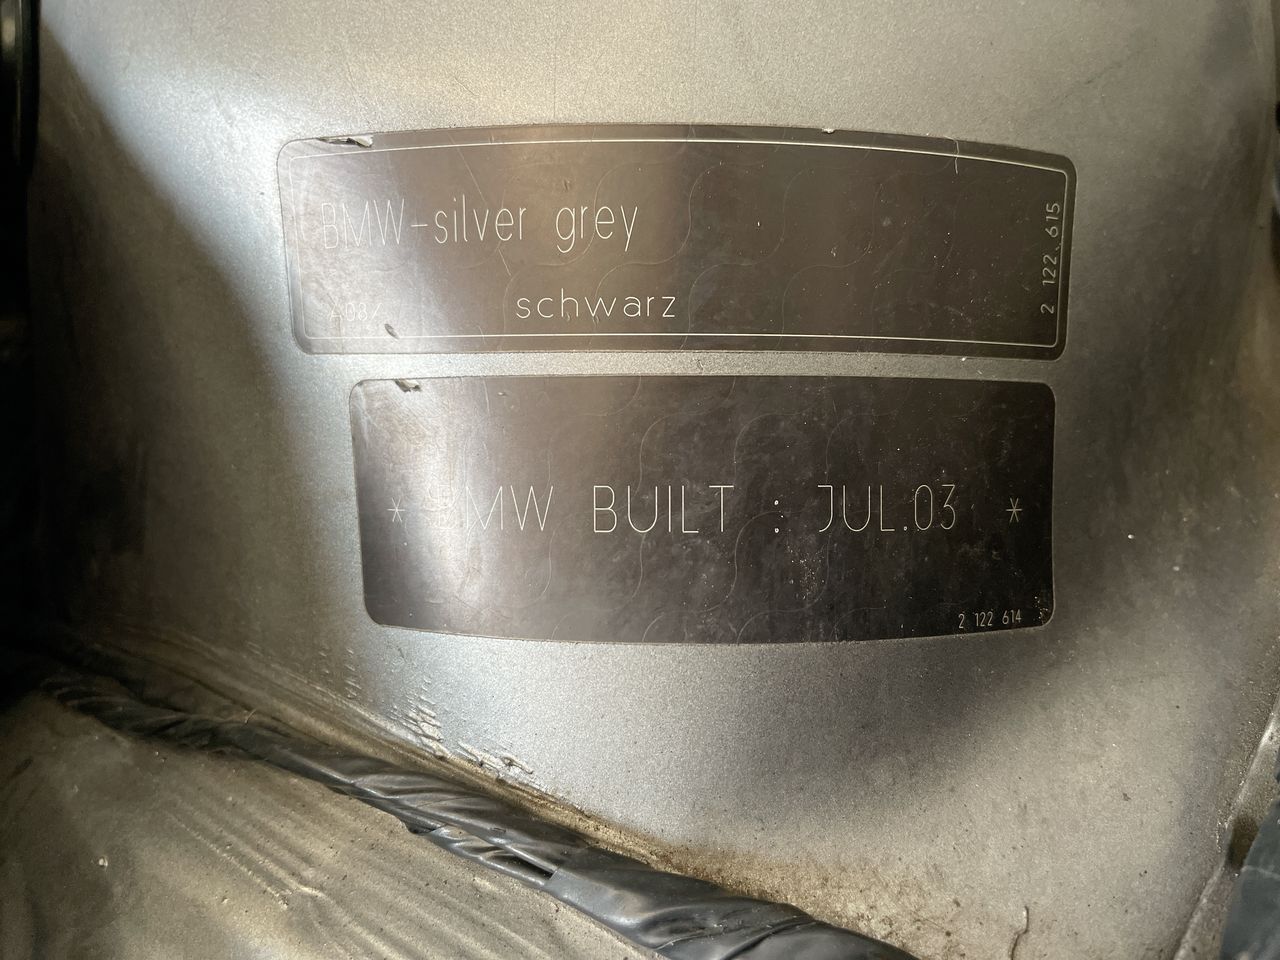 BMW-silver grey
A08/ schwarz
2 122.615
* BMW BUILT : JUL.03 *
2 122 614